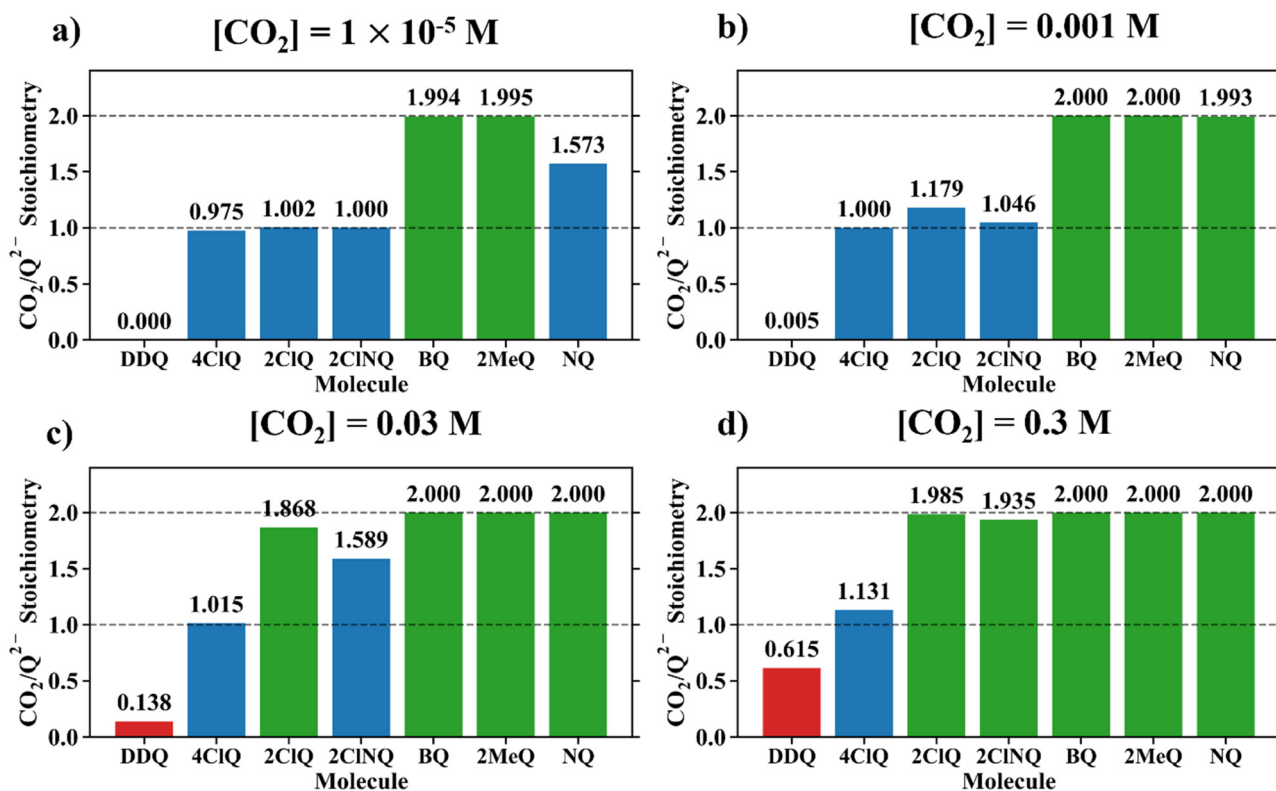 a)
[CO₂] = 1 × 10⁻⁵ M
CO₂/Q²⁻ Stoichiometry
2.0
1.5
1.0
0.5
0.0
0.000
0.975
1.002
1.000
1.994
1.995
1.573
DDQ 4ClQ 2ClQ 2ClNQ BQ 2MeQ NQ
Molecule
b)
[CO₂] = 0.001 M
CO₂/Q²⁻ Stoichiometry
2.0
1.5
1.0
0.5
0.0
0.005
1.000
1.179
1.046
2.000
2.000
1.993
DDQ 4ClQ 2ClQ 2ClNQ BQ 2MeQ NQ
Molecule
c)
[CO₂] = 0.03 M
CO₂/Q²⁻ Stoichiometry
2.0
1.5
1.0
0.5
0.0
0.138
1.015
1.868
1.589
2.000
2.000
2.000
DDQ 4ClQ 2ClQ 2ClNQ BQ 2MeQ NQ
Molecule
d)
[CO₂] = 0.3 M
CO₂/Q²⁻ Stoichiometry
2.0
1.5
1.0
0.5
0.0
0.615
1.131
1.985
1.935
2.000
2.000
2.000
DDQ 4ClQ 2ClQ 2ClNQ BQ 2MeQ NQ
Molecule